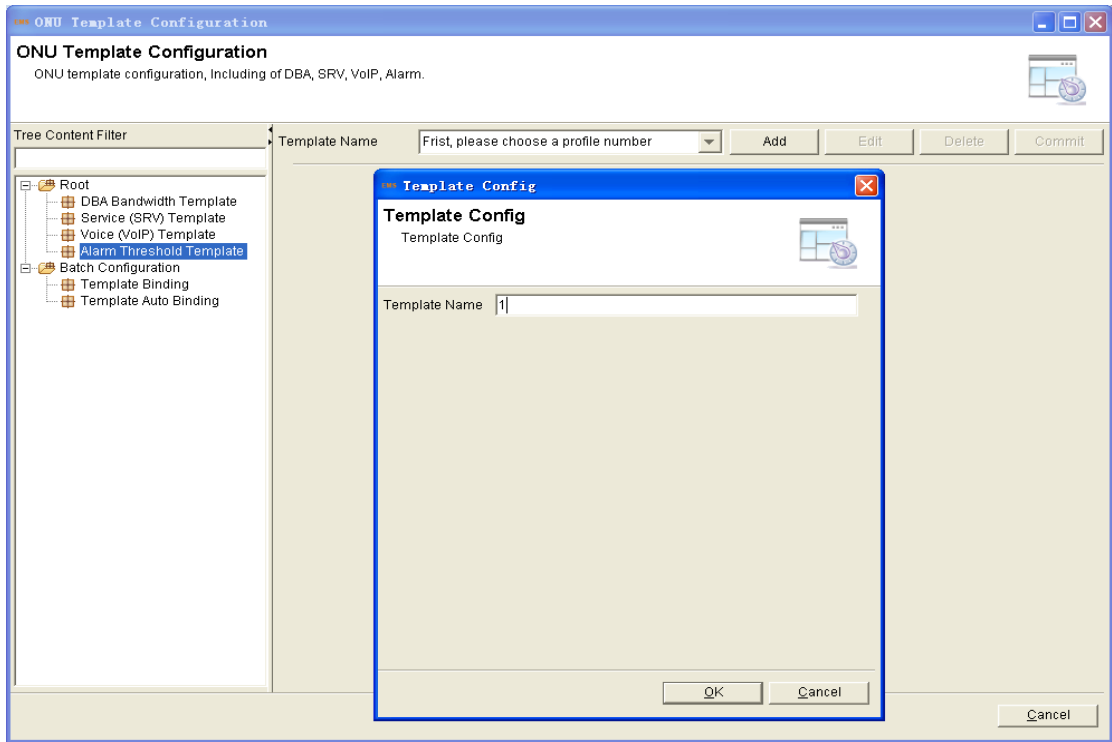 ONU Template Configuration
ONU Template Configuration
ONU template configuration, Including of DBA, SRV, VoIP, Alarm.
Tree Content Filter
Template Name Frist, please choose a profile number Add Edit Delete Commit
Root
DBA Bandwidth Template
Service (SRV) Template
Voice (VoIP) Template
Alarm Threshold Template
Batch Configuration
Template Binding
Template Auto Binding
EMS Template Config
Template Config
Template Config
Template Name 1
OK Cancel
Cancel